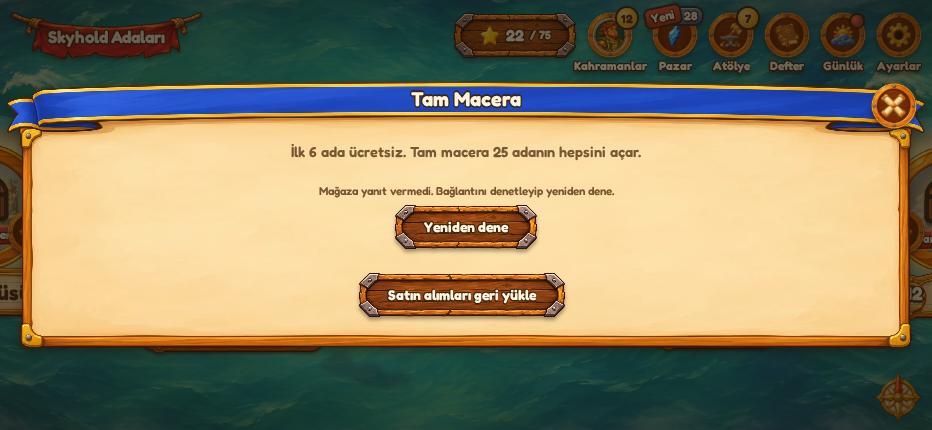 Skyhold Adaları
22 / 75
12
Yeni 28
7
Kahramanlar
Pazar
Atölye
Defter
Günlük
Ayarlar
Tam Macera
İlk 6 ada ücretsiz. Tam macera 25 adanın hepsini açar.
Mağaza yanıt vermedi. Bağlantını denetleyip yeniden dene.
Yeniden dene
Satın alımları geri yükle